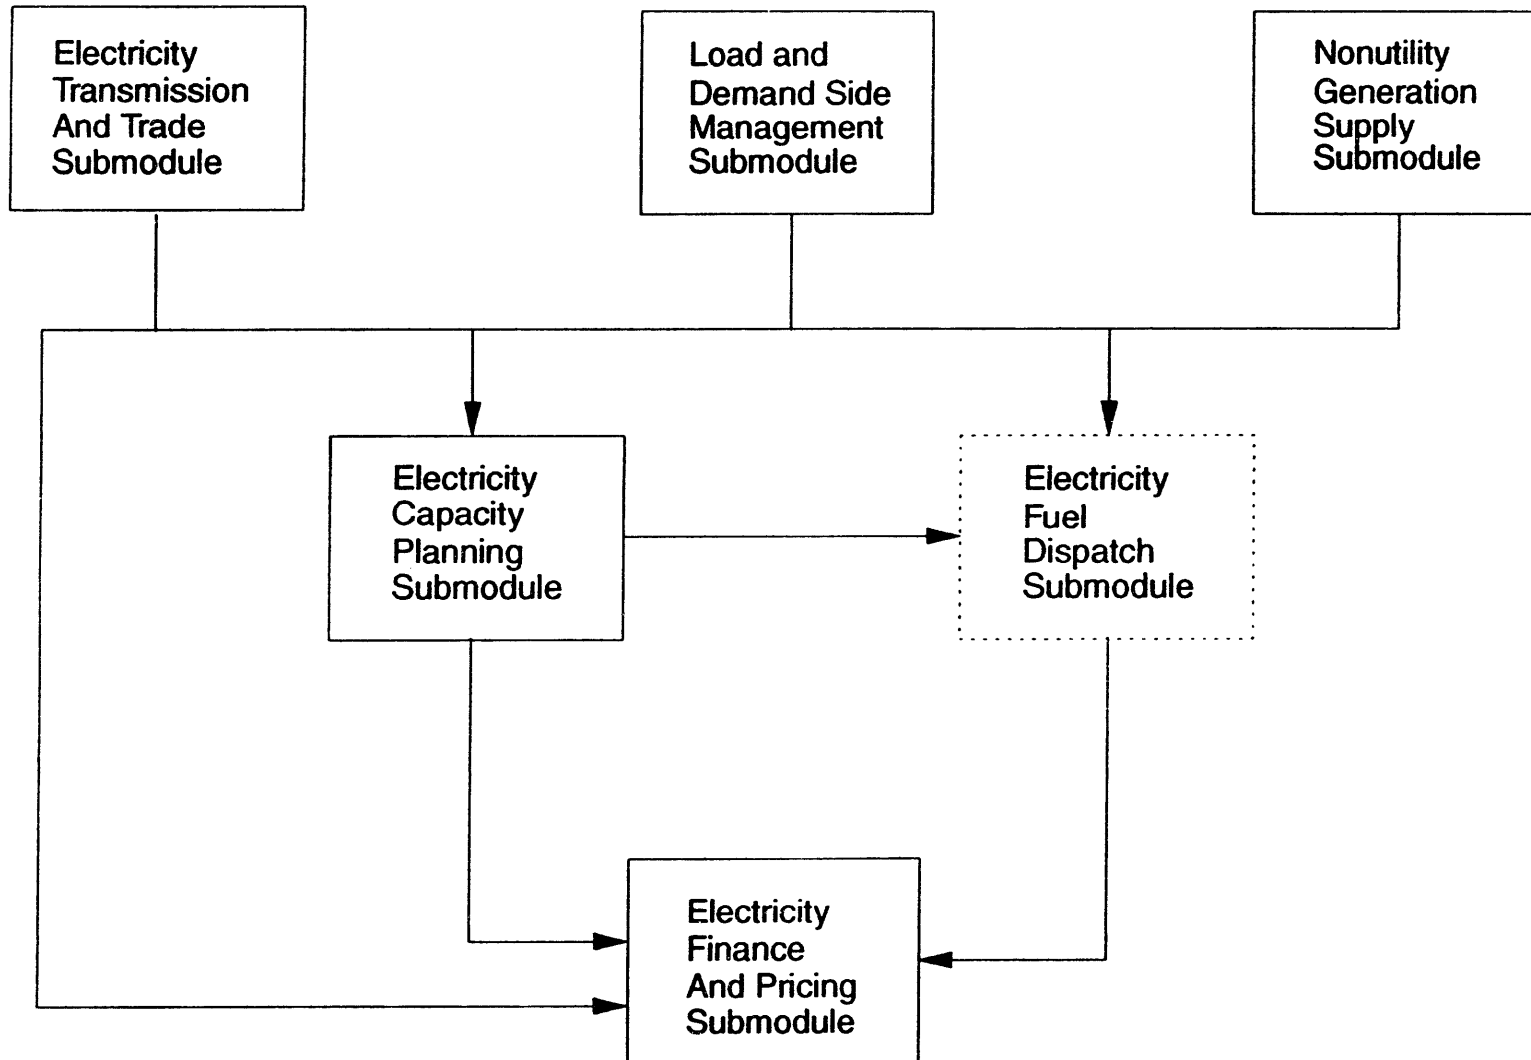 Electricity
Transmission
And Trade
Submodule
Load and
Demand Side
Management
Submodule
Nonutility
Generation
Supply
Submodule
Electricity
Capacity
Planning
Submodule
Electricity
Fuel
Dispatch
Submodule
Electricity
Finance
And Pricing
Submodule